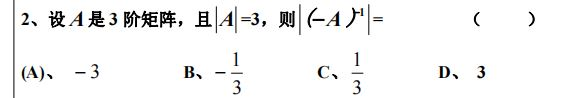 2、设 A 是 3 阶矩阵，且|A|=3，则|(-A)⁻¹|= （ ）
(A)、 -3 B、 -1/3 C、 1/3 D、 3